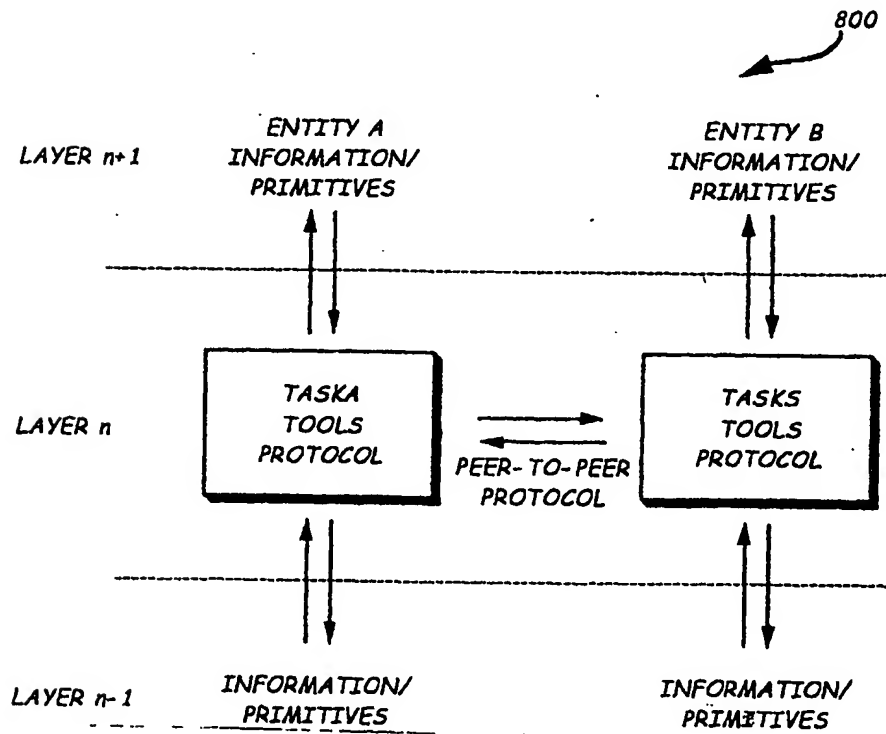 800
LAYER n+1
ENTITY A
INFORMATION/
PRIMITIVES
ENTITY B
INFORMATION/
PRIMITIVES
LAYER n
TASKA
TOOLS
PROTOCOL
PEER-TO-PEER
PROTOCOL
TASKS
TOOLS
PROTOCOL
LAYER n-1
INFORMATION/
PRIMITIVES
INFORMATION/
PRIMITIVES